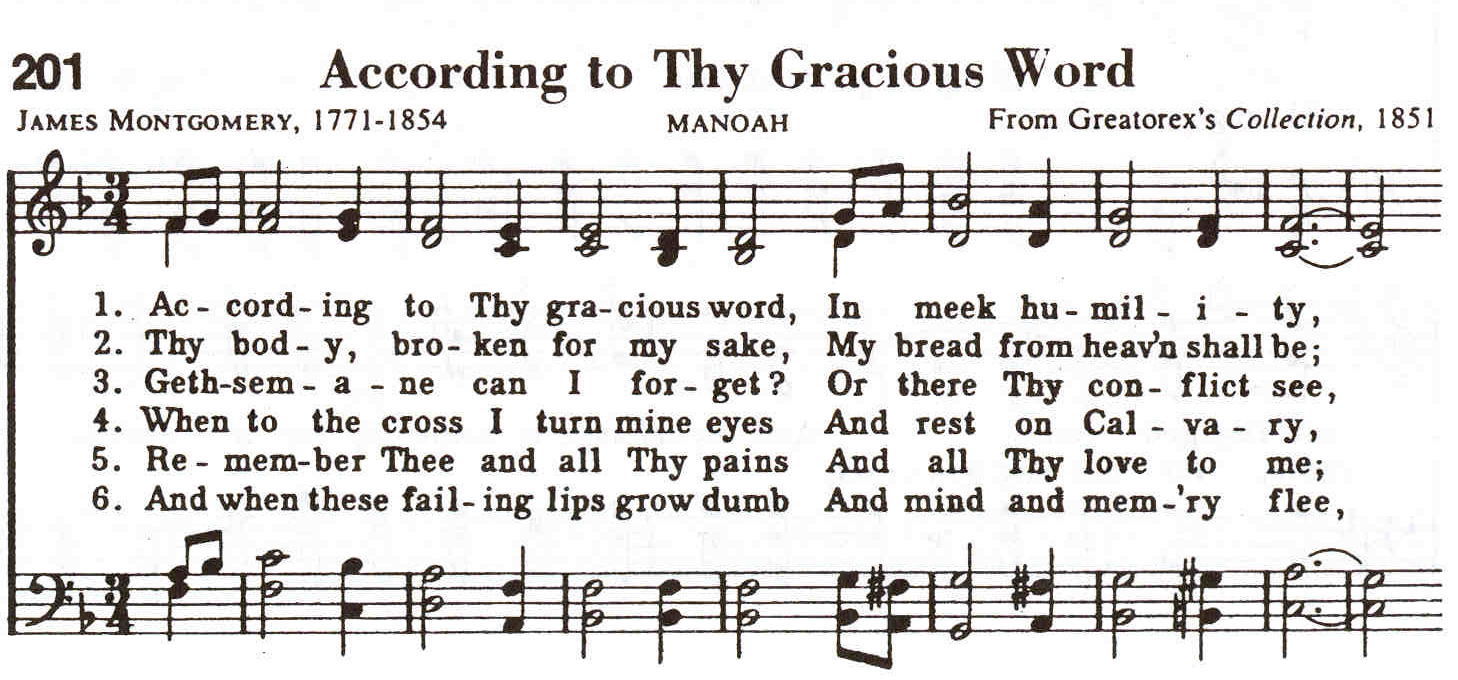 201 According to Thy Gracious Word
JAMES MONTGOMERY, 1771-1854 MANOAH From Greatorex's Collection, 1851
3
4
1. Ac - cord - ing to Thy gra - cious word, In meek hu - mil - i - ty,
2. Thy bod - y, bro - ken for my sake, My bread from heav'n shall be;
3. Geth-sem - a - ne can I for - get? Or there Thy con - flict see,
4. When to the cross I turn mine eyes And rest on Cal - va - ry,
5. Re - mem-ber Thee and all Thy pains And all Thy love to me;
6. And when these fail - ing lips grow dumb And mind and mem-'ry flee,
3
4